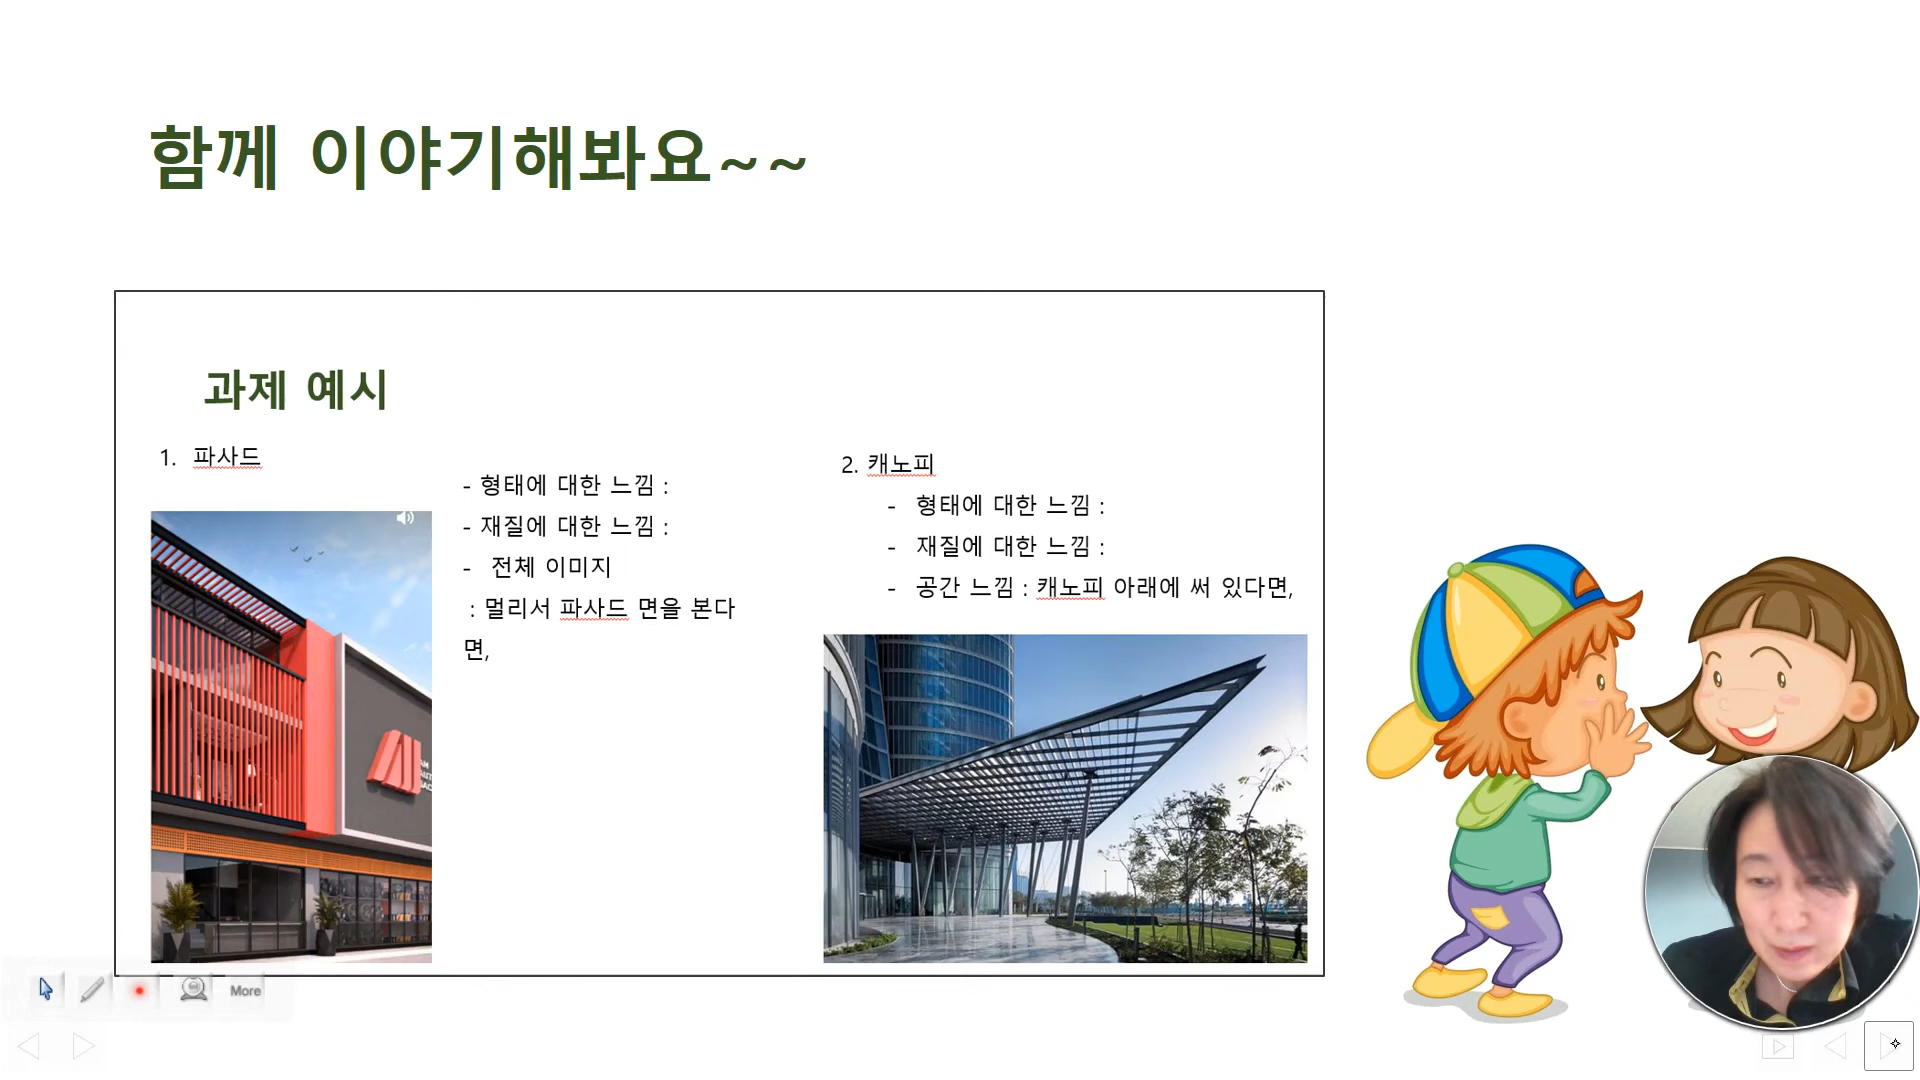 함께 이야기해봐요~~
과제 예시
1. 파사드
- 형태에 대한 느낌 :
- 재질에 대한 느낌 :
- 전체 이미지
: 멀리서 파사드 면을 본다
면,
2. 캐노피
- 형태에 대한 느낌 :
- 재질에 대한 느낌 :
- 공간 느낌 : 캐노피 아래에 써 있다면,
More